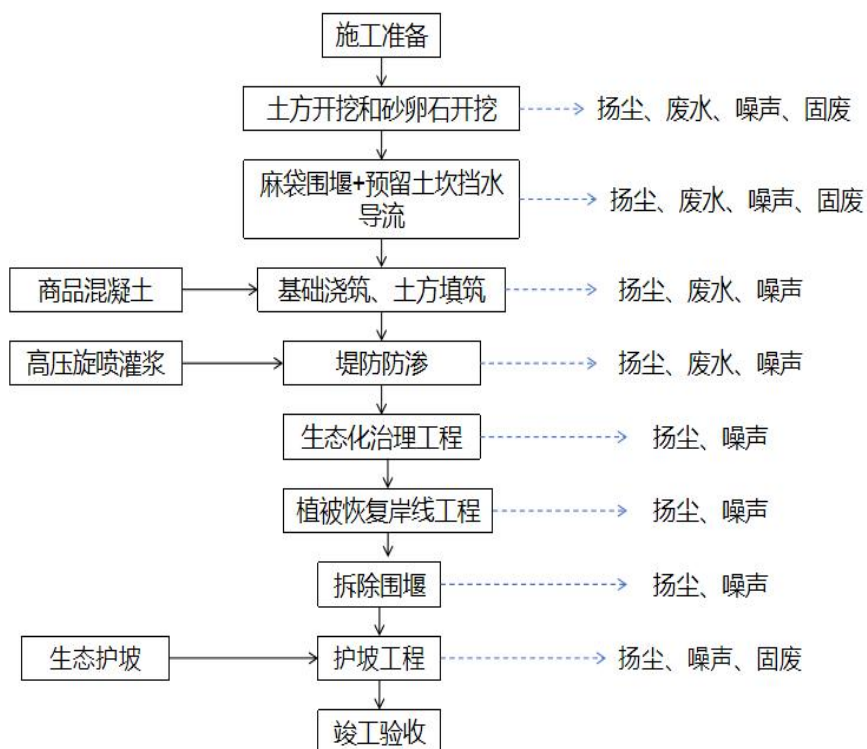 施工准备
土方开挖和砂卵石开挖
扬尘、废水、噪声、固废
麻袋围堰+预留土坎挡水
导流
扬尘、废水、噪声、固废
商品混凝土
基础浇筑、土方填筑
扬尘、废水、噪声
高压旋喷灌浆
堤防防渗
扬尘、废水、噪声
生态化治理工程
扬尘、噪声
植被恢复岸线工程
扬尘、噪声
拆除围堰
扬尘、噪声
生态护坡
护坡工程
扬尘、噪声、固废
竣工验收